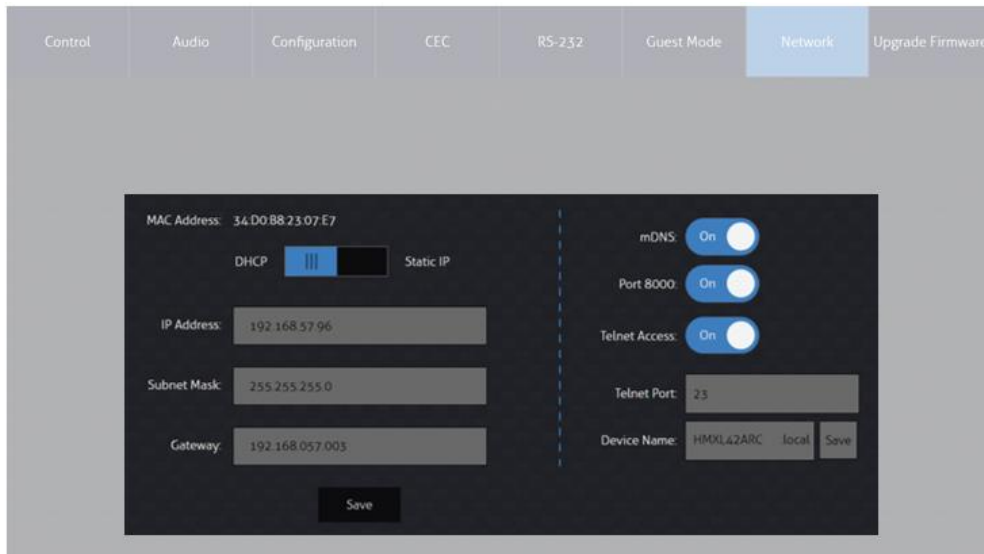 Control Audio Configuration CEC RS-232 Guest Mode Network Upgrade Firmware
MAC Address: 34:D0:B8:23:07:E7
DHCP Static IP
IP Address: 192.168.57.96
Subnet Mask: 255.255.255.0
Gateway: 192.168.057.003
Save
mDNS: On
Port 8000: On
Telnet Access: On
Telnet Port: 23
Device Name: HMXL42ARC .local Save